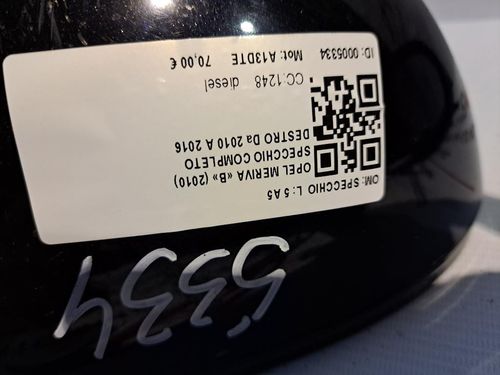 OM: SPECCHIO L: 5 A5
OPEL MERIVA «B» (2010)
SPECCHIO COMPLETO
DESTRO Da 2010 A 2016
CC.1248 diesel
ID: 0005334 Mot: A13DTE 70,00 €
5334